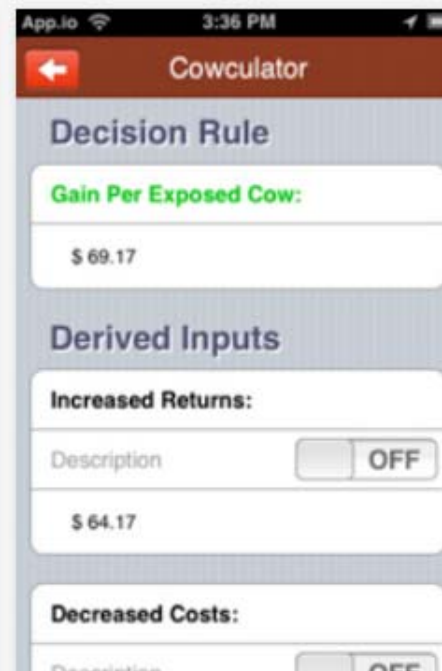 App.io 3:36 PM
Cowculator
Decision Rule
Gain Per Exposed Cow:
$ 69.17
Derived Inputs
Increased Returns:
Description OFF
$ 64.17
Decreased Costs:
Description OFF